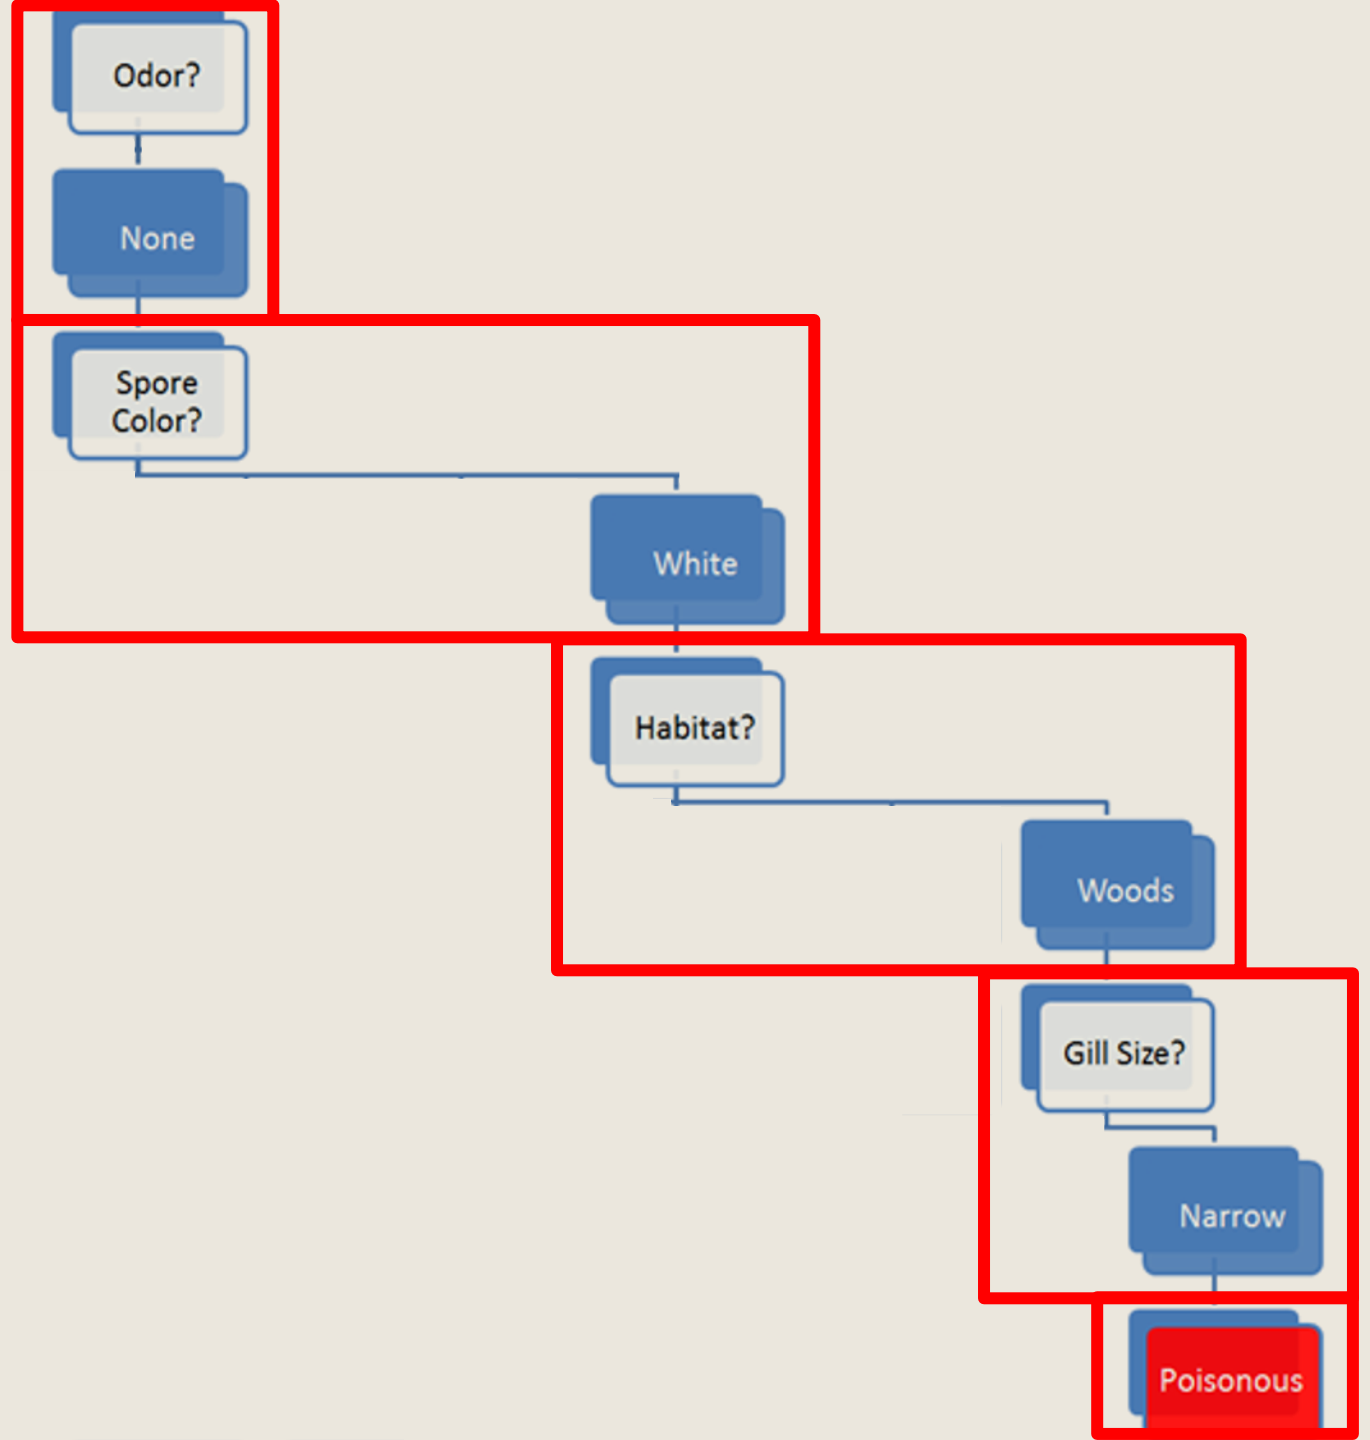 Odor?
None
Spore
Color?
White
Habitat?
Woods
Gill Size?
Narrow
Poisonous